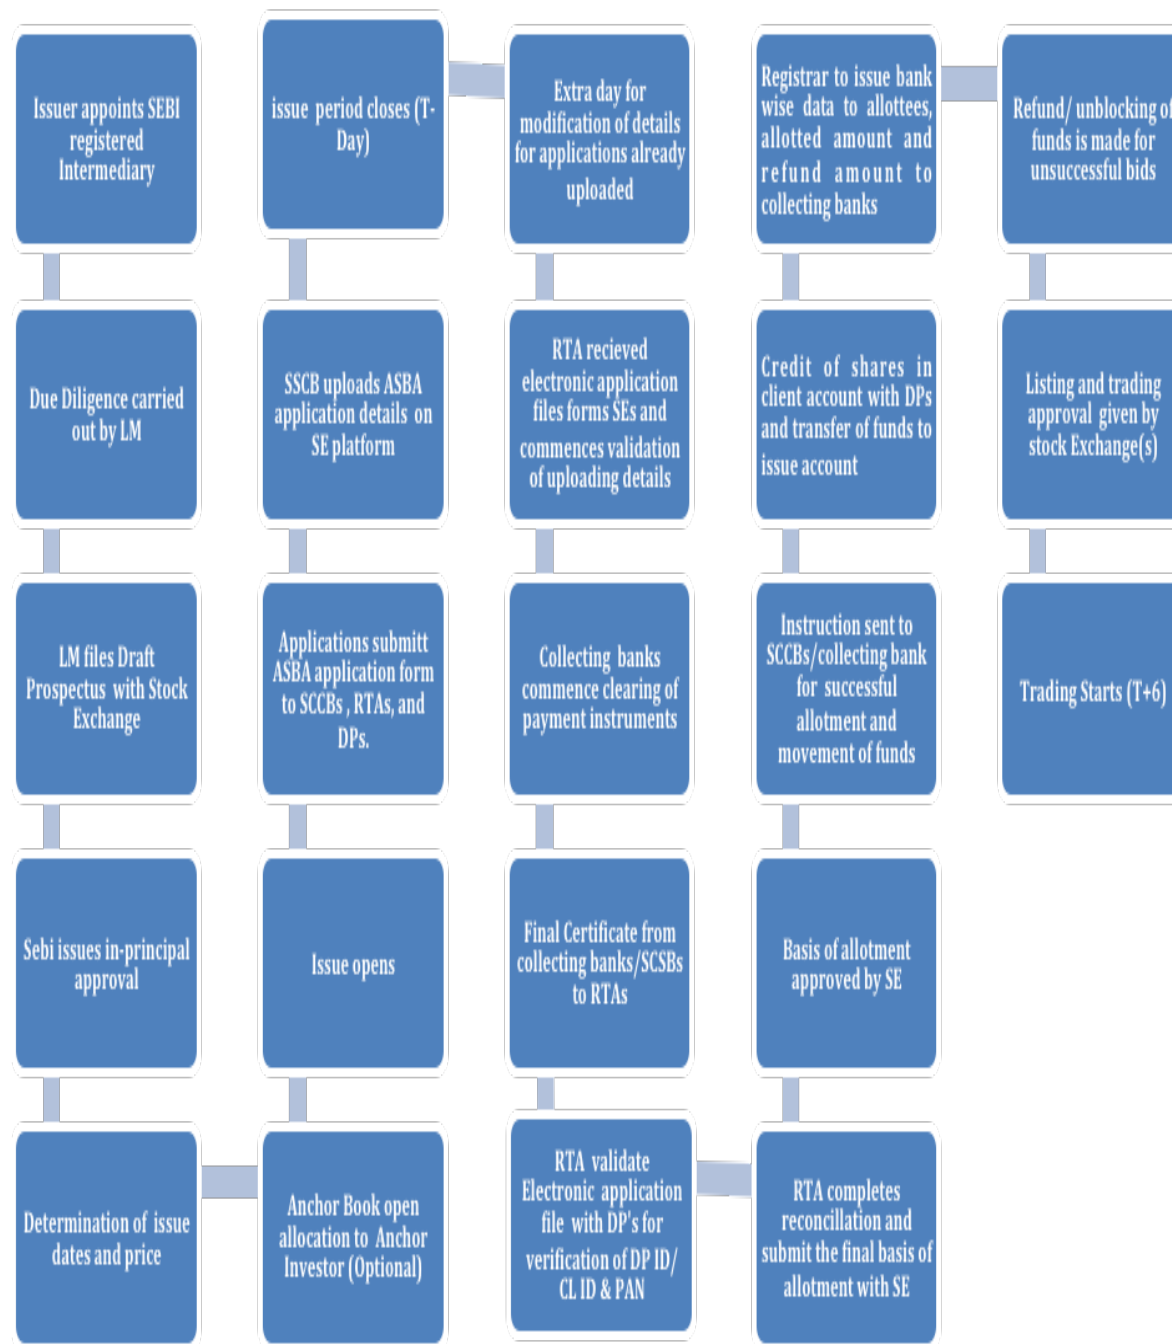 Issuer appoints SEBI
registered
Intermediary
Due Diligence carried
out by LM
LM files Draft
Prospectus with Stock
Exchange
Sebi issues in-principal
approval
Determination of issue
dates and price
Anchor Book open
allocation to Anchor
Investor (Optional)
Issue opens
Applications submitt
ASBA application form
to SCCBs , RTAs, and
DPs.
SSCB uploads ASBA
application details on
SE platform
issue period closes (T-
Day)
Extra day for
modification of details
for applications already
uploaded
RTA recieved
electronic application
files forms SEs and
commences validation
of uploading details
Collecting banks
commence clearing of
payment instruments
Final Certificate from
collecting banks/SCSBs
to RTAs
RTA validate
Electronic application
file with DP's for
verification of DP ID/
CL ID & PAN
RTA completes
reconcillation and
submit the final basis of
allotment with SE
Basis of allotment
approved by SE
Instruction sent to
SCCBs/collecting bank
for successful
allotment and
movement of funds
Credit of shares in
client account with DPs
and transfer of funds to
issue account
Registrar to issue bank
wise data to allottees,
allotted amount and
refund amount to
collecting banks
Refund/ unblocking of
funds is made for
unsuccessful bids
Listing and trading
approval given by
stock Exchange(s)
Trading Starts (T+6)